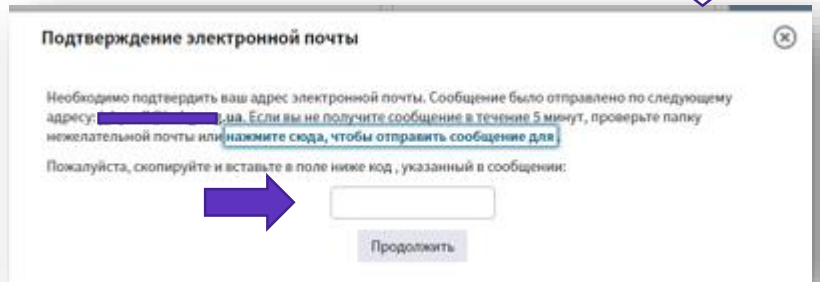 Подтверждение электронной почты
Необходимо подтвердить ваш адрес электронной почты. Сообщение было отправлено по следующему
адресу: .ua. Если вы не получите сообщение в течение 5 минут, проверьте папку
нежелательной почты или нажмите сюда, чтобы отправить сообщение для .
Пожалуйста, скопируйте и вставьте в поле ниже код , указанный в сообщении:
Продолжить